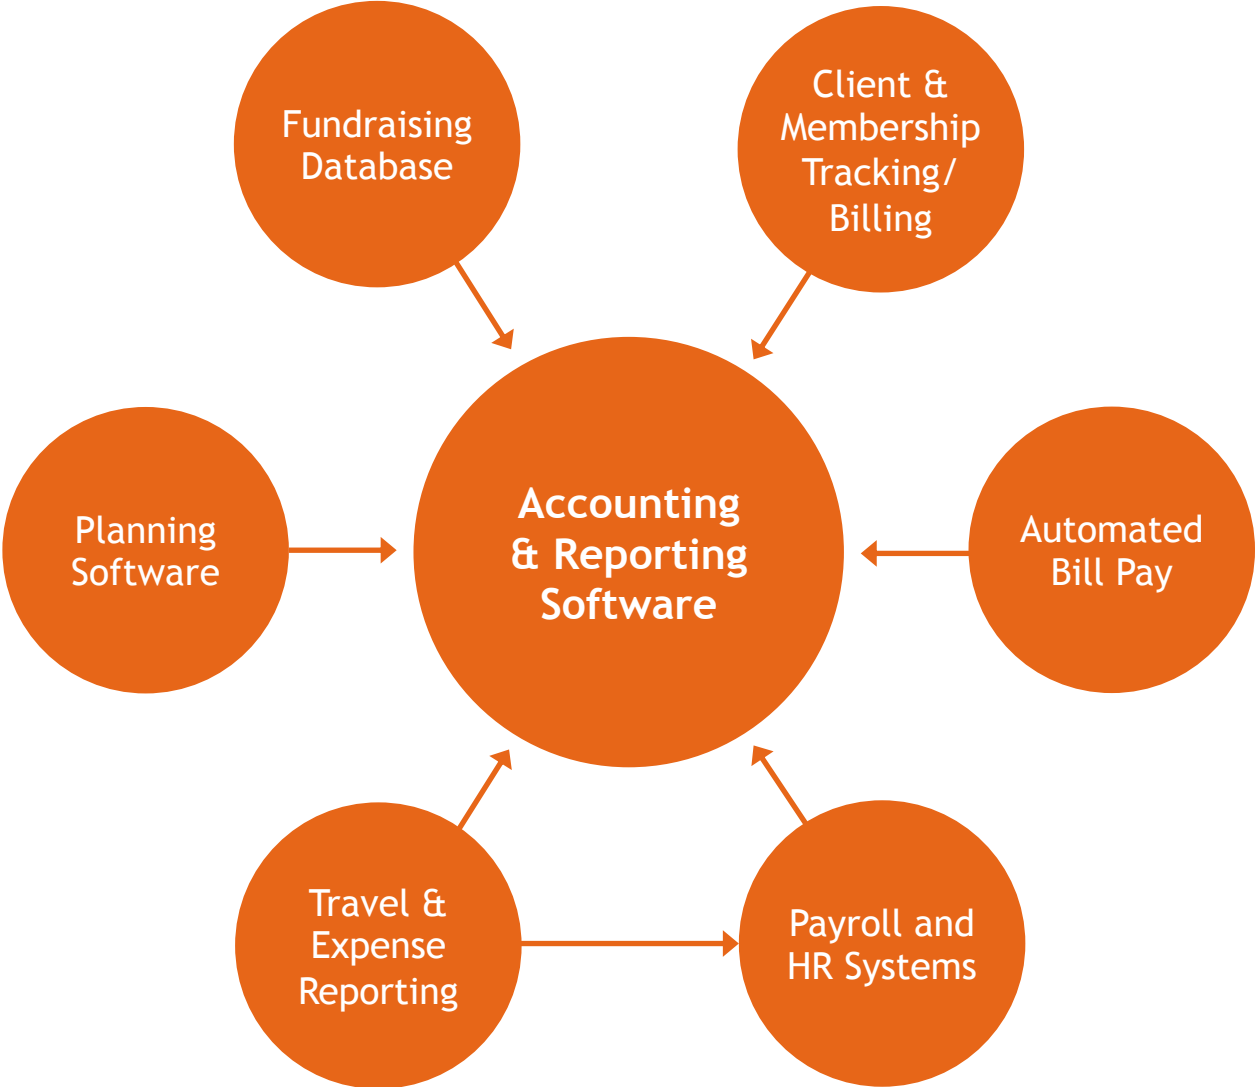 Fundraising
Database
Client &
Membership
Tracking/
Billing
Planning
Software
Accounting
& Reporting
Software
Automated
Bill Pay
Travel &
Expense
Reporting
Payroll and
HR Systems